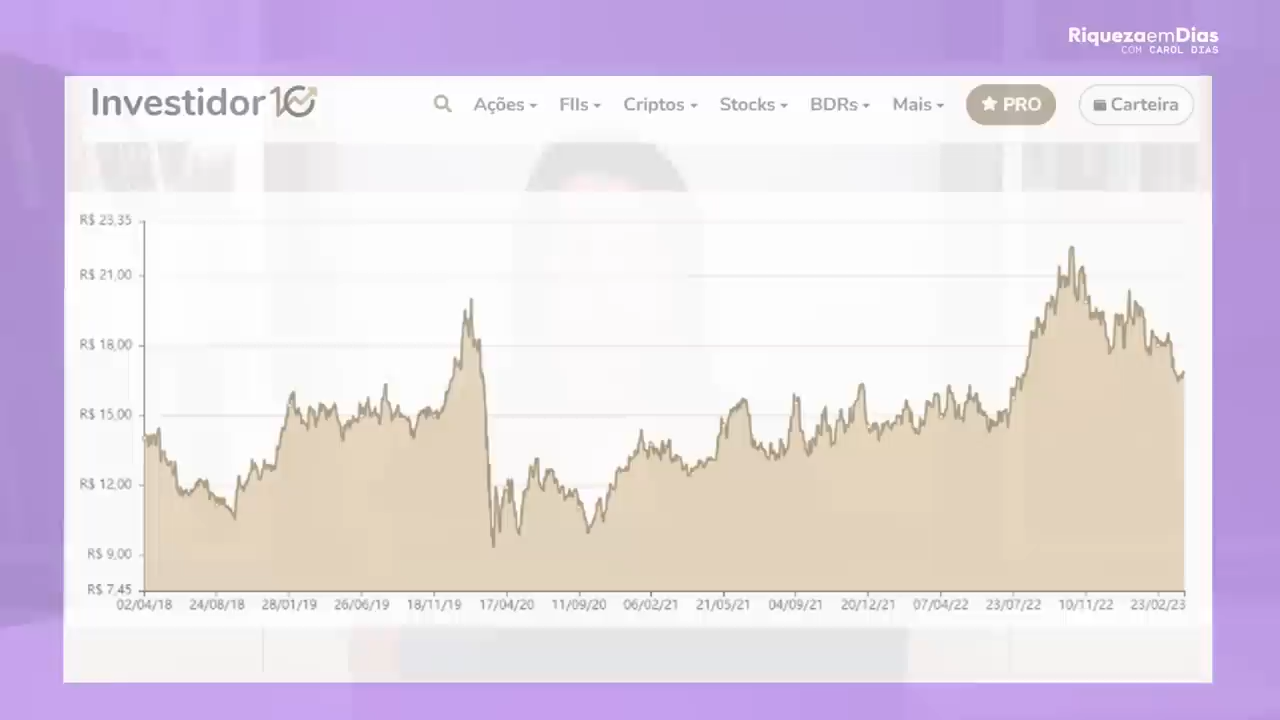 RiquezaemDias
COM CAROL DIAS
Investidor10
Ações
FIIs
Criptos
Stocks
BDRs
Mais
PRO
Carteira
R$ 23,35
R$ 21,00
R$ 18,00
R$ 15,00
R$ 12,00
R$ 9,00
R$ 7,45
02/04/18 24/08/18 28/01/19 26/06/19 18/11/19 17/04/20 11/09/20 06/02/21 21/05/21 04/09/21 20/12/21 07/04/22 23/07/22 10/11/22 23/02/23